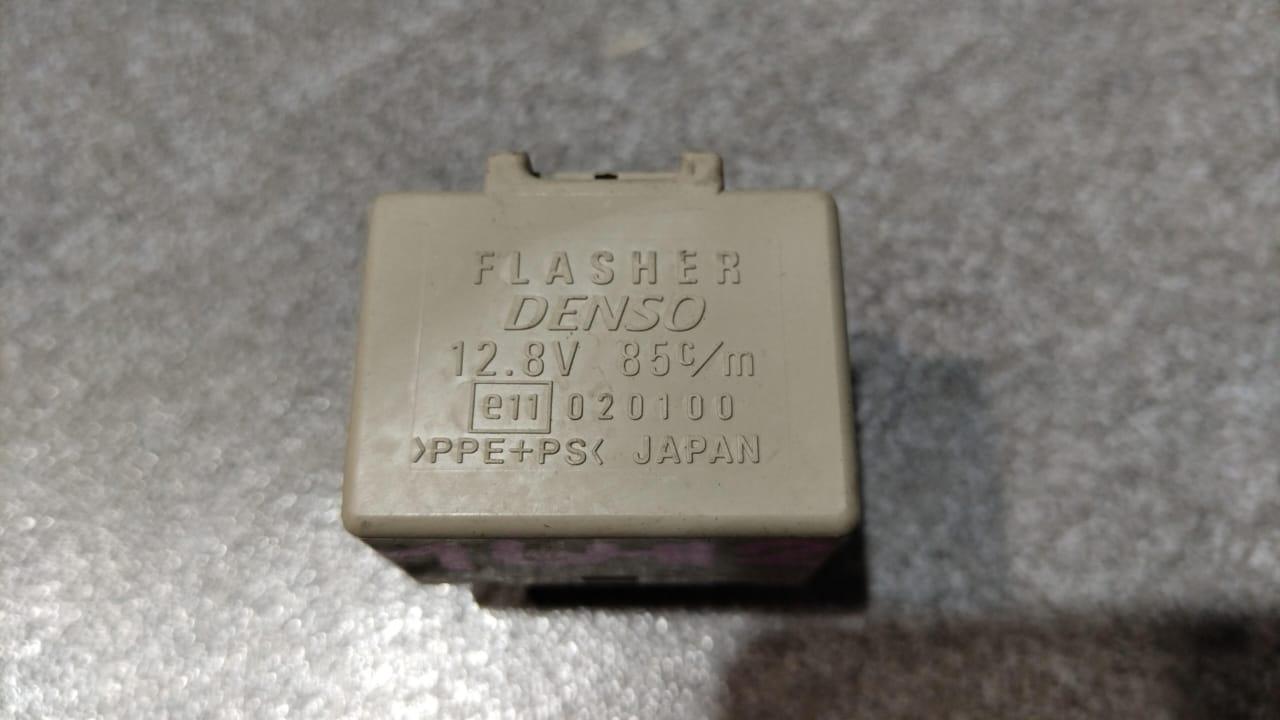 FLASHER
DENSO
12.8V 85c/m
e11 020100
>PPE+PS< JAPAN